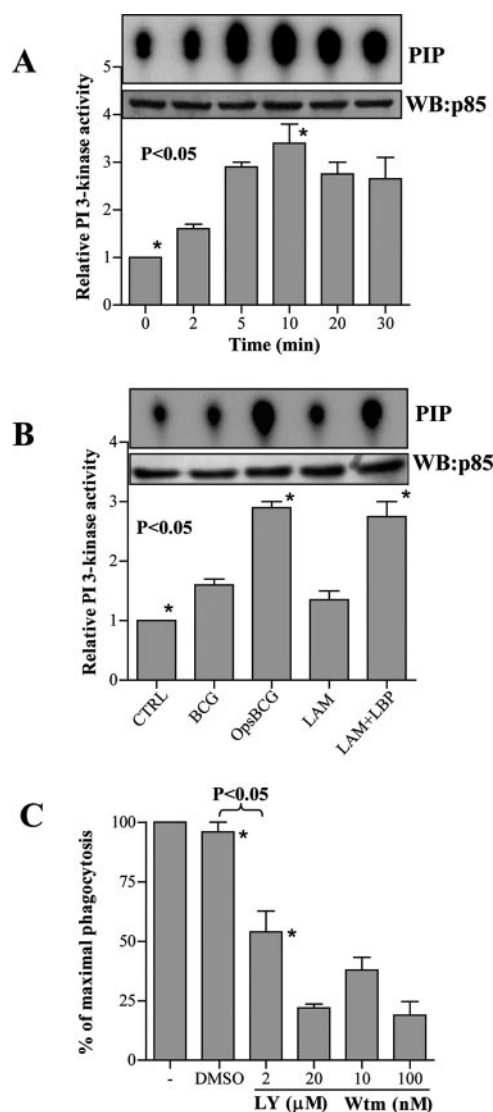 A
PIP
WB:p85
P<0.05
*
*
Relative PI 3-kinase activity
5
4
3
2
1
0
0 2 5 10 20 30
Time (min)
B
PIP
WB:p85
P<0.05
*
*
*
Relative PI 3-kinase activity
4
3
2
1
0
CTRL BCG OpsBCG LAM LAM+LBP
C
P<0.05
*
*
% of maximal phagocytosis
100
75
50
25
0
- DMSO 2 20 10 100
LY (μM) Wtm (nM)